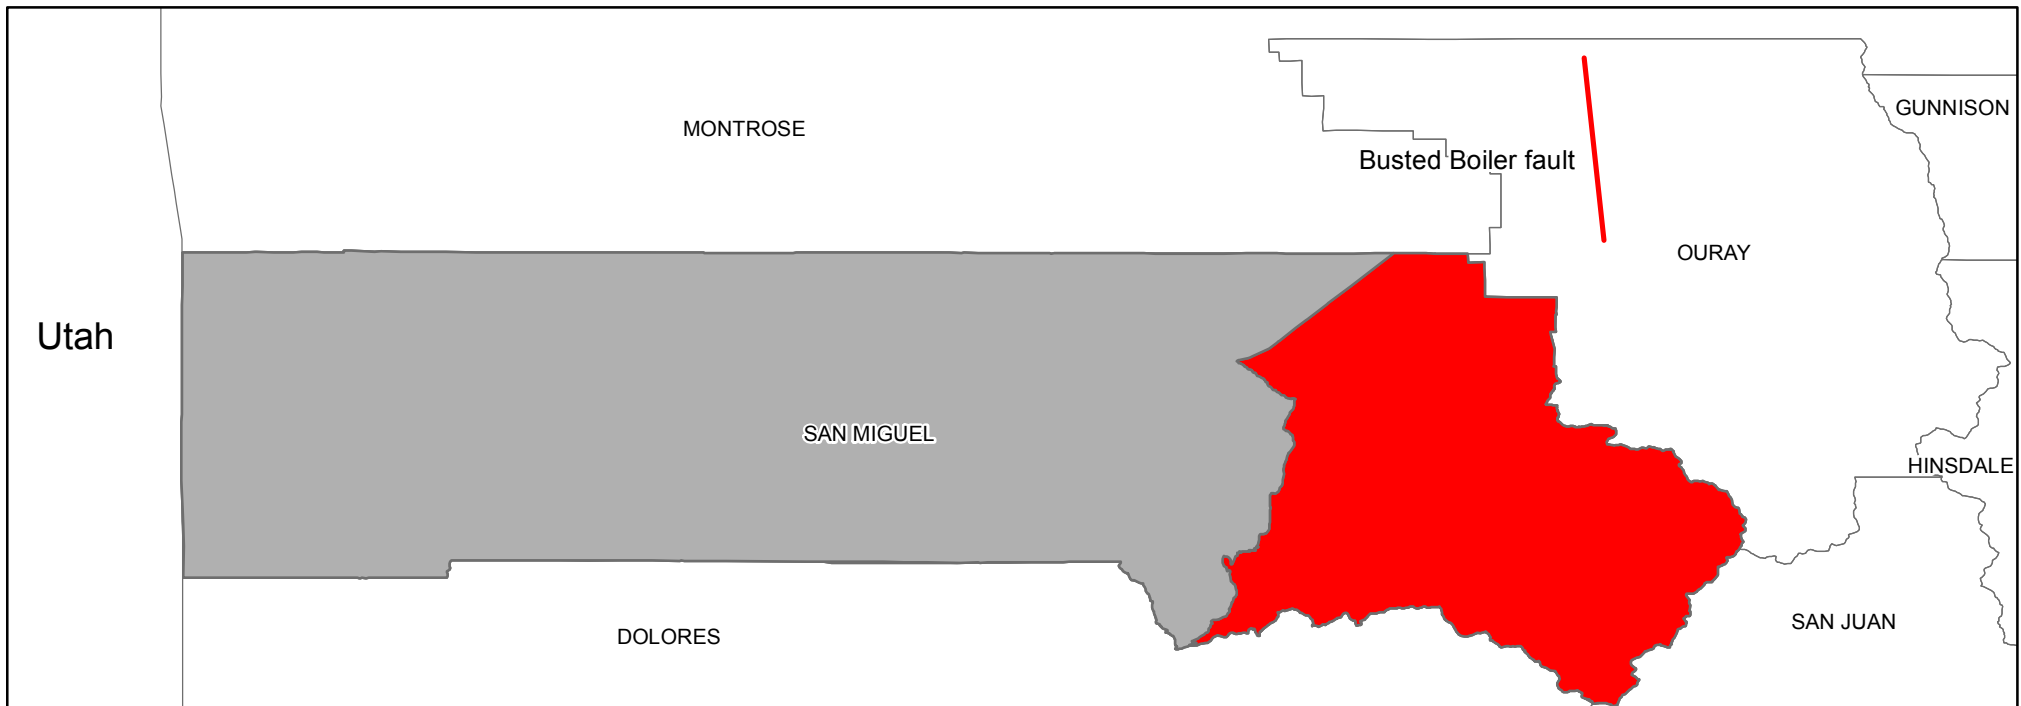 GUNNISON
MONTROSE
Busted Boiler fault
OURAY
Utah
SAN MIGUEL
HINSDALE
SAN JUAN
DOLORES